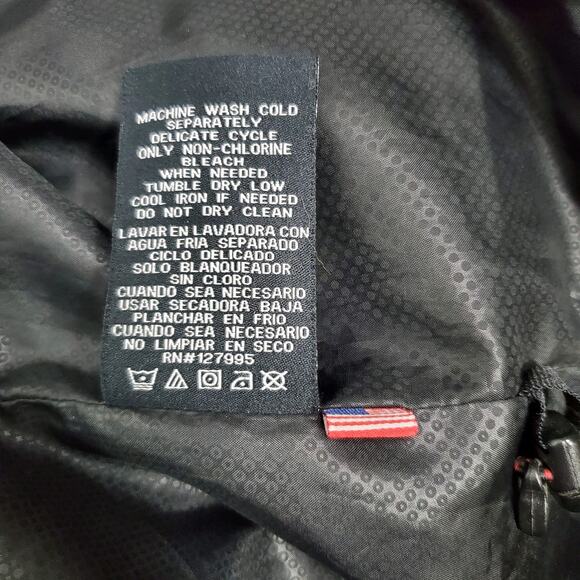 MACHINE WASH COLD
SEPARATELY
DELICATE CYCLE
ONLY NON-CHLORINE
BLEACH
WHEN NEEDED
TUMBLE DRY LOW
COOL IRON IF NEEDED
DO NOT DRY CLEAN
LAVAR EN LAVADORA CON
AGUA FRIA SEPARADO
CICLO DELICADO
SOLO BLANQUEADOR
SIN CLORO
CUANDO SEA NECESARIO
USAR SECADORA BAJA
PLANCHAR EN FRIO
CUANDO SEA NECESARIO
NO LIMPIAR EN SECO
RN#127995